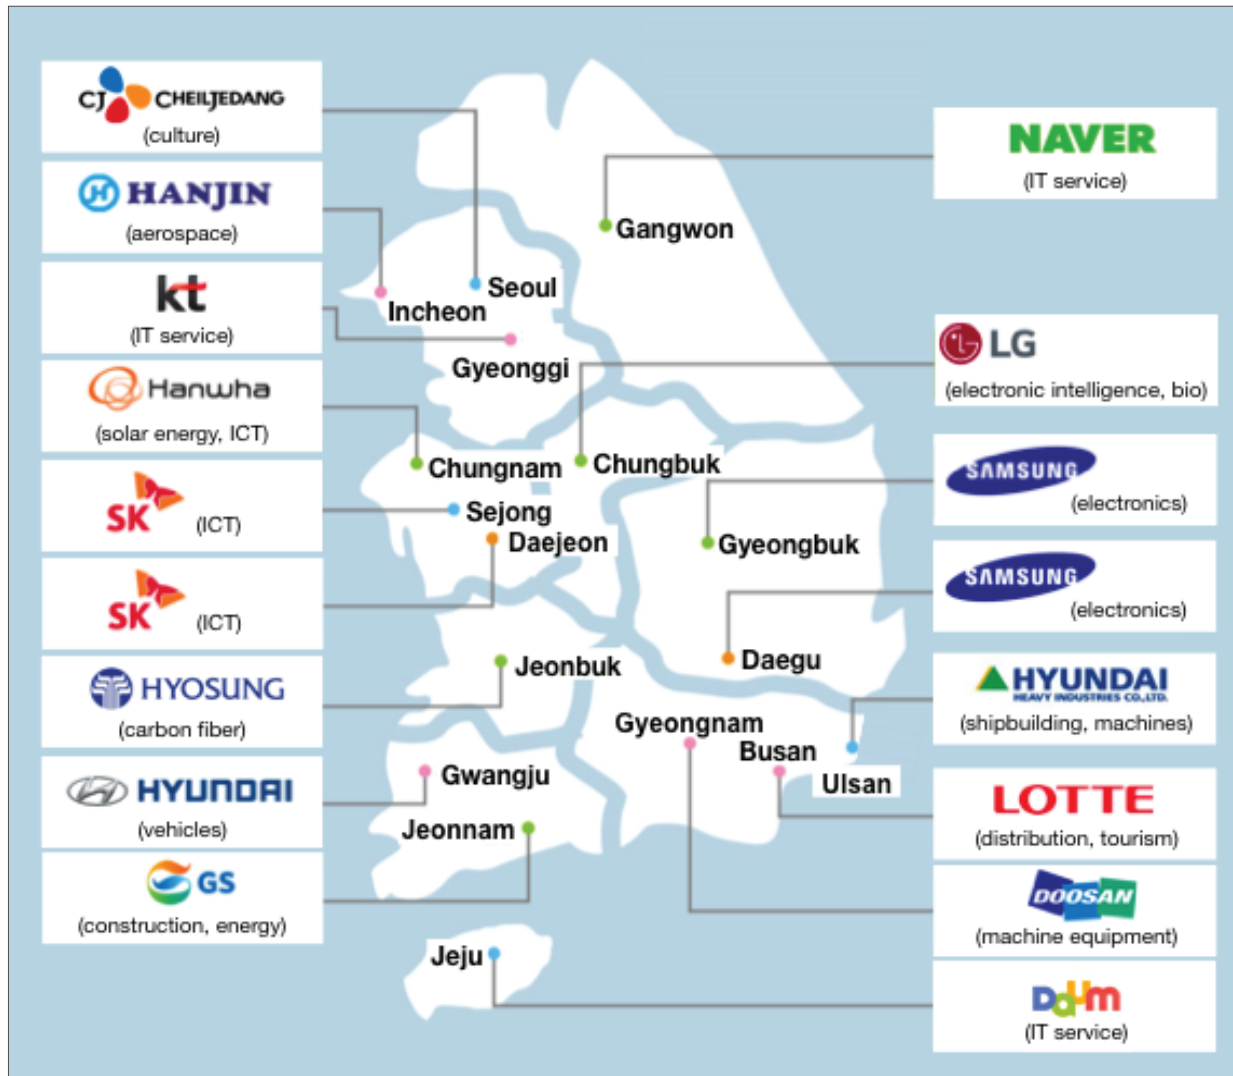 CJ CHEILJEDANG
(culture)
HANJIN
(aerospace)
kt
(IT service)
Hanwha
(solar energy, ICT)
SK (ICT)
SK (ICT)
HYOSUNG
(carbon fiber)
HYUNDAI
(vehicles)
GS
(construction, energy)
Gangwon
Seoul
Incheon
Gyeonggi
Chungnam
Chungbuk
Sejong
Daejeon
Gyeongbuk
Jeonbuk
Daegu
Gyeongnam
Busan
Ulsan
Gwangju
Jeonnam
Jeju
NAVER
(IT service)
LG
(electronic intelligence, bio)
SAMSUNG
(electronics)
SAMSUNG
(electronics)
HYUNDAI
HEAVY INDUSTRIES CO.,LTD.
(shipbuilding, machines)
LOTTE
(distribution, tourism)
DOOSAN
(machine equipment)
Daum
(IT service)